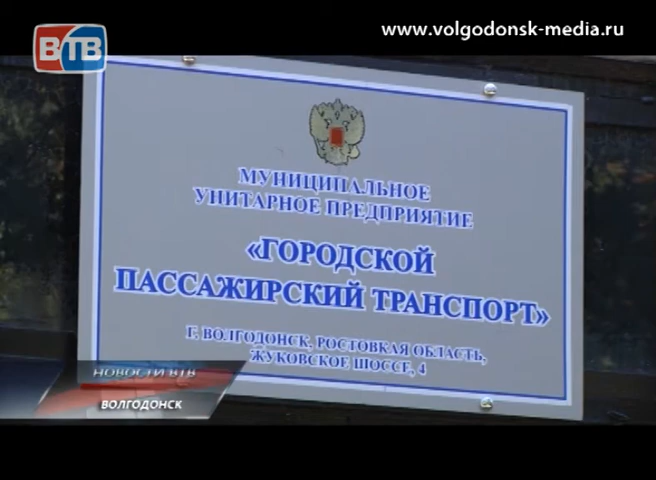 ВТВ
www.volgodonsk-media.ru
МУНИЦИПАЛЬНОЕ
УНИТАРНОЕ ПРЕДПРИЯТИЕ
«ГОРОДСКОЙ
ПАССАЖИРСКИЙ ТРАНСПОРТ»
Г. ВОЛГОДОНСК, РОСТОВКАЯ ОБЛАСТЬ,
ЖУКОВСКОЕ ШОССЕ, 4
НОВОСТИ ВТВ
ВОЛГОДОНСК